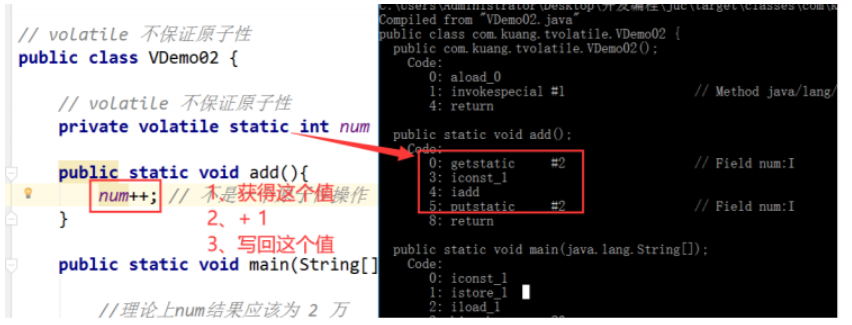 // volatile 不保证原子性
public class VDemo02 {
// volatile 不保证原子性
private volatile static int num
public static void add(){
num++; // 不是
1、获得这个值
操作
2、+ 1
}
3、写回这个值
public static void main(String[]
//理论上num结果应该为 2 万
C:\Users\Administrator\Desktop\开发编程\juc\target\classes\com\k
Compiled from "VDemo02.java"
public class com.kuang.tvolatile.VDemo02 {
public com.kuang.tvolatile.VDemo02();
Code:
0: aload_0
1: invokespecial #1 // Method java/lang/
4: return
public static void add();
Code:
0: getstatic #2 // Field num:I
3: iconst_1
4: iadd
5: putstatic #2 // Field num:I
8: return
public static void main(java.lang.String[]);
Code:
0: iconst_1
1: istore_1
2: iload_1